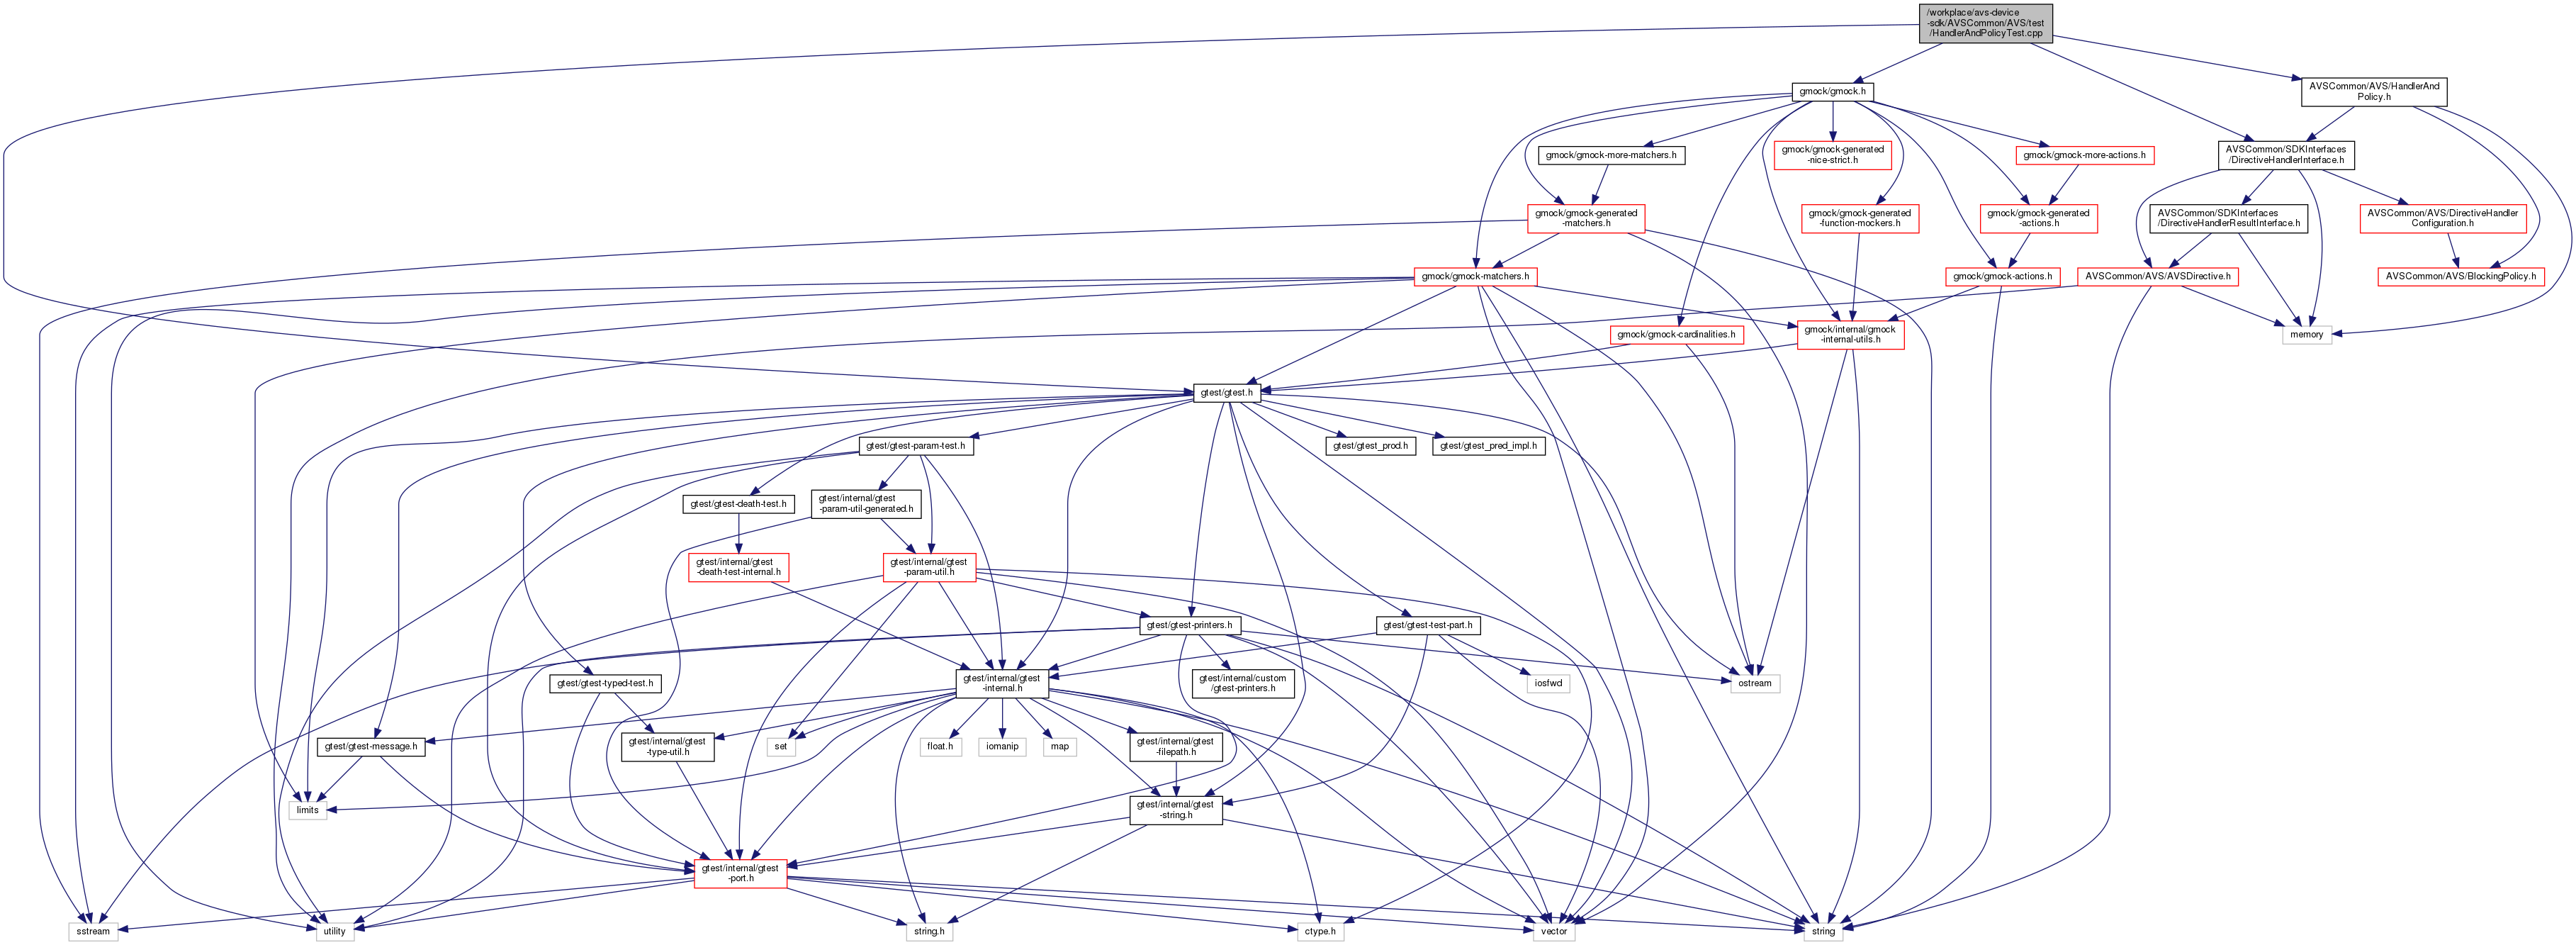 /workplace/avs-device
-sdk/AVSCommon/AVS/test
/HandlerAndPolicyTest.cpp
gmock/gmock.h
AVSCommon/AVS/HandlerAnd
Policy.h
gmock/gmock-more-matchers.h
gmock/gmock-generated
-nice-strict.h
gmock/gmock-more-actions.h
AVSCommon/SDKInterfaces
/DirectiveHandlerInterface.h
gmock/gmock-generated
-matchers.h
gmock/gmock-generated
-function-mockers.h
gmock/gmock-generated
-actions.h
AVSCommon/SDKInterfaces
/DirectiveHandlerResultInterface.h
AVSCommon/AVS/DirectiveHandler
Configuration.h
gmock/gmock-matchers.h
gmock/gmock-actions.h
AVSCommon/AVS/AVSDirective.h
AVSCommon/AVS/BlockingPolicy.h
gmock/gmock-cardinalities.h
gmock/internal/gmock
-internal-utils.h
memory
gtest/gtest.h
gtest/gtest-param-test.h
gtest/gtest_prod.h
gtest/gtest_pred_impl.h
gtest/gtest-death-test.h
gtest/internal/gtest
-param-util-generated.h
gtest/internal/gtest
-death-test-internal.h
gtest/internal/gtest
-param-util.h
gtest/gtest-printers.h
gtest/gtest-test-part.h
gtest/gtest-typed-test.h
gtest/internal/gtest
-internal.h
gtest/internal/custom
/gtest-printers.h
iosfwd
ostream
gtest/gtest-message.h
gtest/internal/gtest
-type-util.h
set
float.h
iomanip
map
gtest/internal/gtest
-filepath.h
limits
gtest/internal/gtest
-string.h
gtest/internal/gtest
-port.h
sstream
utility
string.h
ctype.h
vector
string